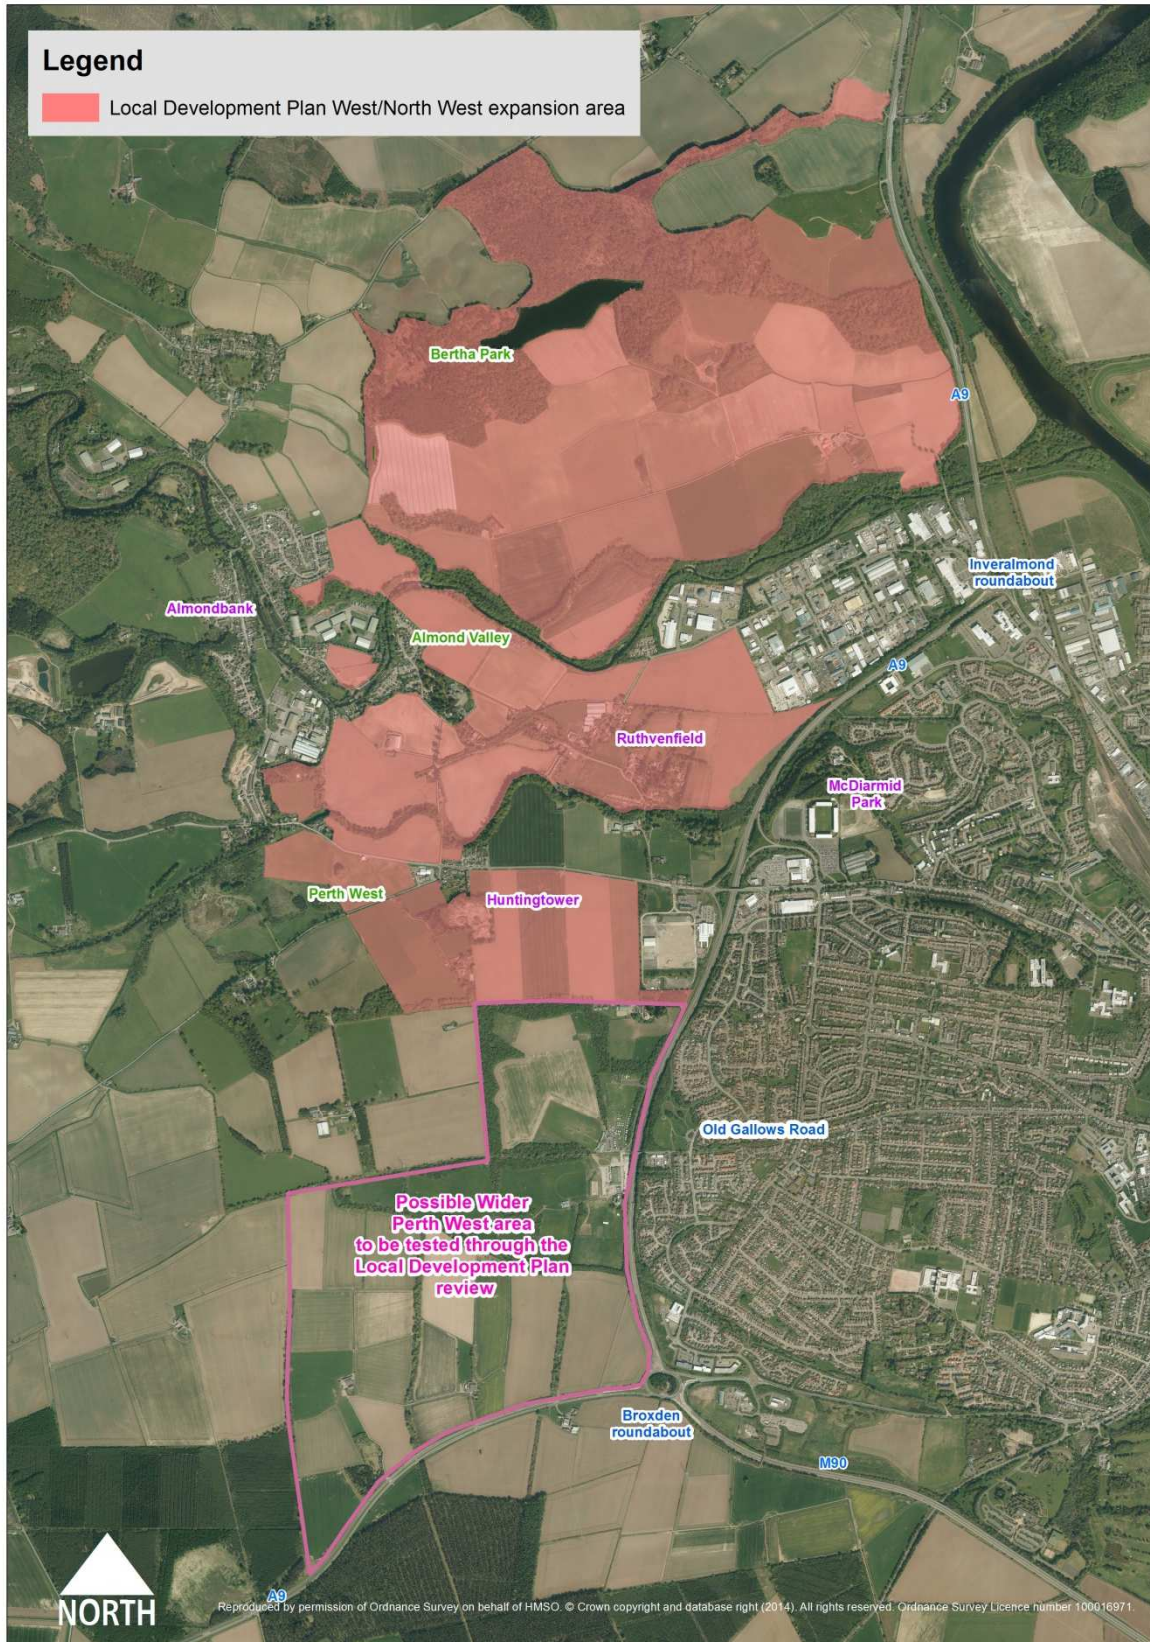 Legend
Local Development Plan West/North West expansion area
Bertha Park
A9
Inveralmond
roundabout
Almondbank
Almond Valley
A9
Ruthvenfield
McDiarmid
Park
Perth West
Huntingtower
Old Gallows Road
Possible Wider
Perth West area
to be tested through the
Local Development Plan
review
Broxden
roundabout
M90
NORTH
A9
Reproduced by permission of Ordnance Survey on behalf of HMSO. © Crown copyright and database right (2014). All rights reserved. Ordnance Survey Licence number 100016971.